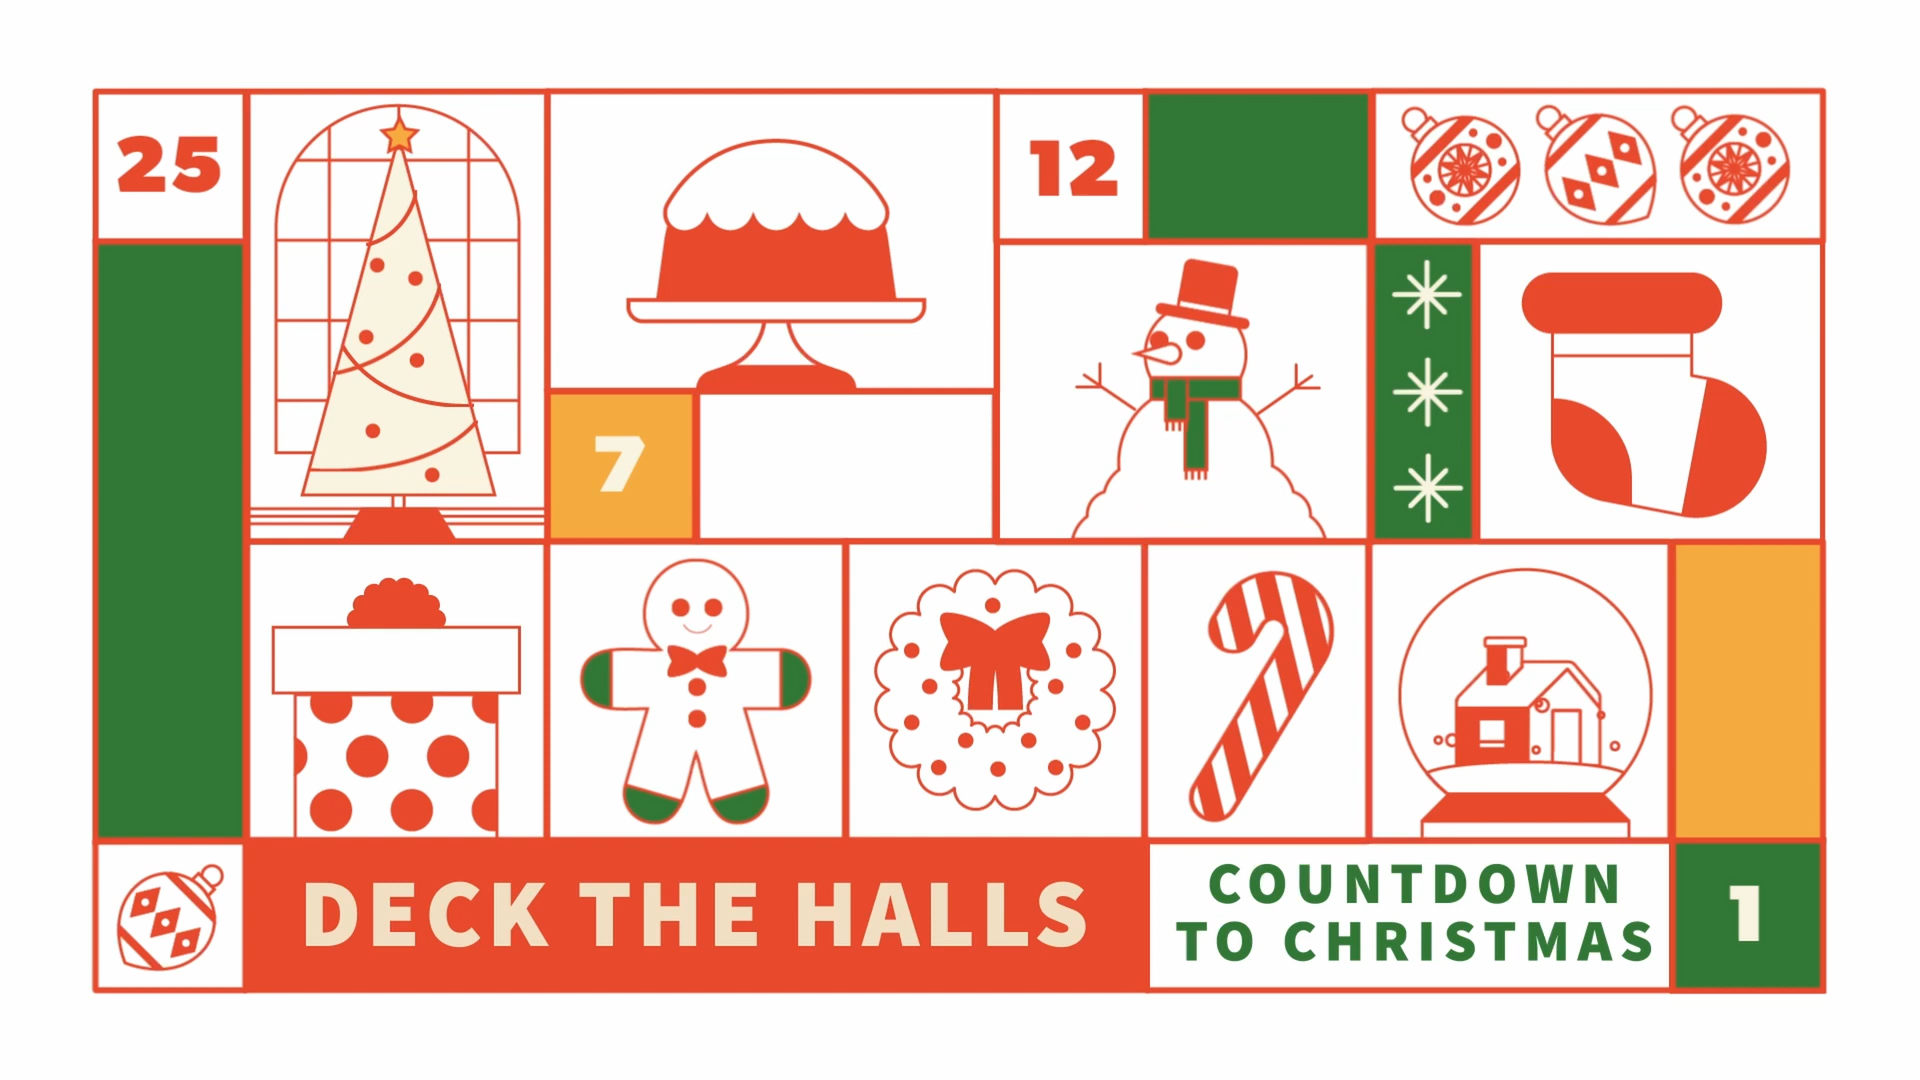 25
12
7
DECK THE HALLS
COUNTDOWN
TO CHRISTMAS
1